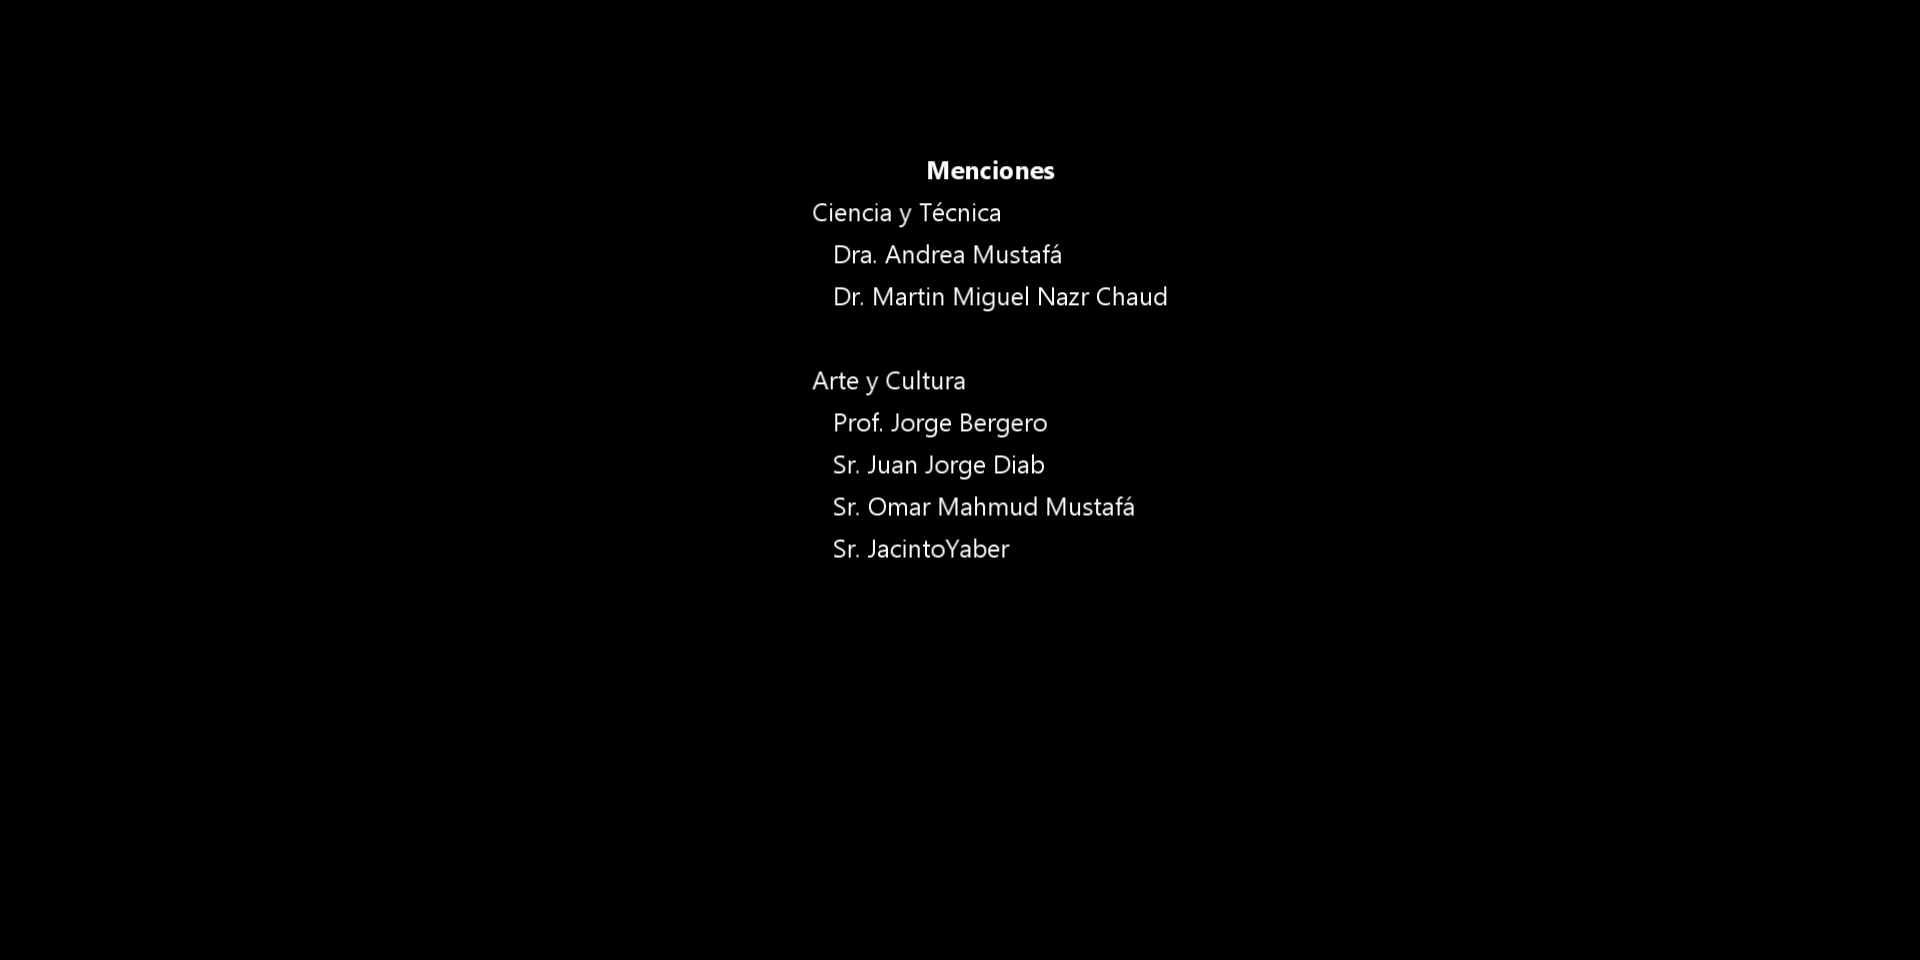 Menciones
Ciencia y Técnica
Dra. Andrea Mustafá
Dr. Martin Miguel Nazr Chaud
Arte y Cultura
Prof. Jorge Bergero
Sr. Juan Jorge Diab
Sr. Omar Mahmud Mustafá
Sr. JacintoYaber